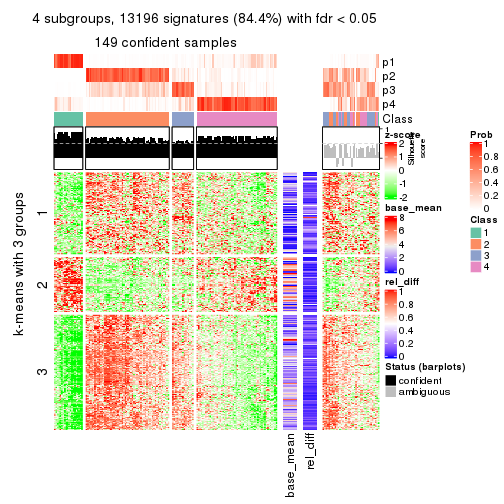 4 subgroups, 13196 signatures (84.4%) with fdr < 0.05
149 confident samples
p1
p2
p3
p4
Class
1
Silhouette score
k-means with 3 groups
1
2
3
base_mean
rel_diff
z-score
2
1
0
-1
-2
base_mean
8
6
4
2
0
rel_diff
1
0.8
0.6
0.4
0.2
0
Status (barplots)
confident
ambiguous
Prob
1
0.8
0.6
0.4
0.2
0
Class
1
2
3
4